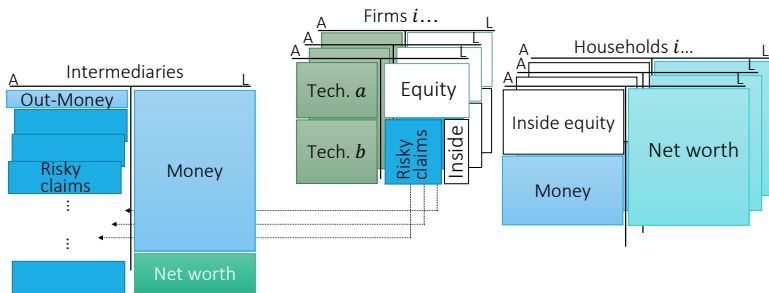 Firms i...
A L
Tech. a
Equity
Tech. b
Risky
claims
Inside
Intermediaries
A L
Out-Money
Risky
claims
...
...
Money
Net worth
Households i...
A L
A L
A L
Inside equity
Money
Net worth